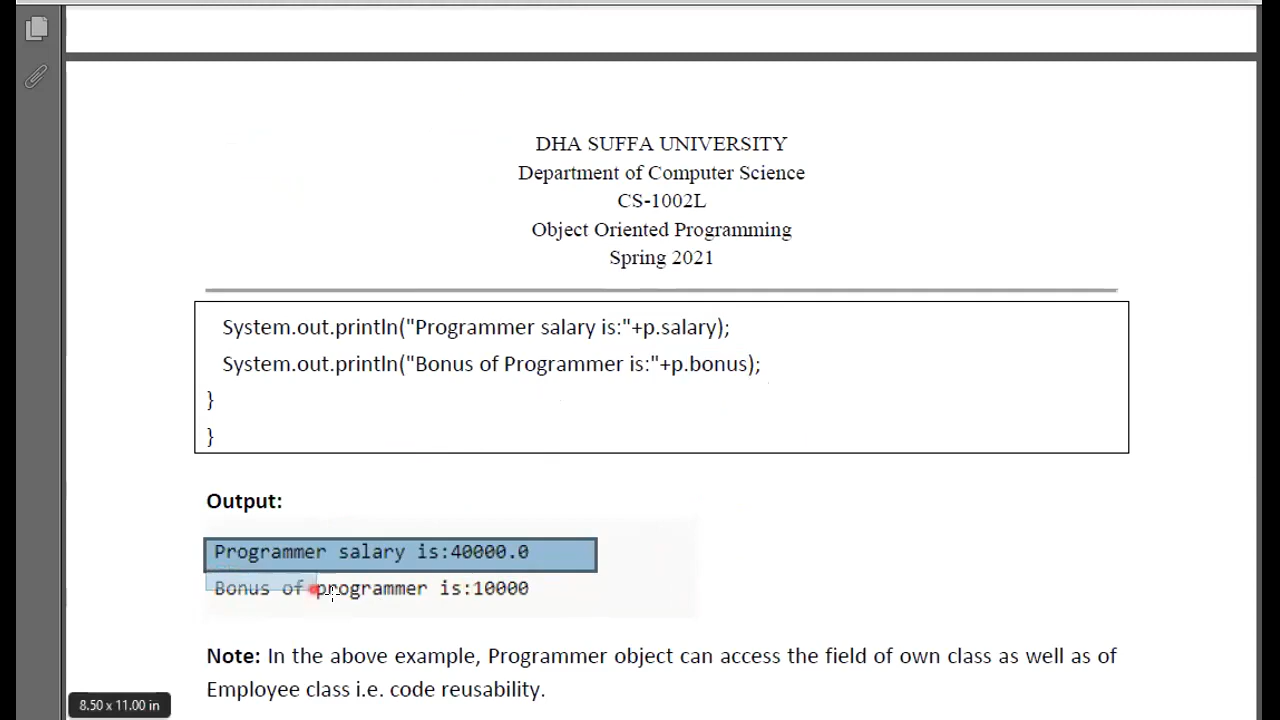 DHA SUFFA UNIVERSITY
Department of Computer Science
CS-1002L
Object Oriented Programming
Spring 2021
System.out.println("Programmer salary is:"+p.salary);
System.out.println("Bonus of Programmer is:"+p.bonus);
}
}
Output:
Programmer salary is:40000.0
Bonus of programmer is:10000
Note: In the above example, Programmer object can access the field of own class as well as of
Employee class i.e. code reusability.
8.50 x 11.00 in